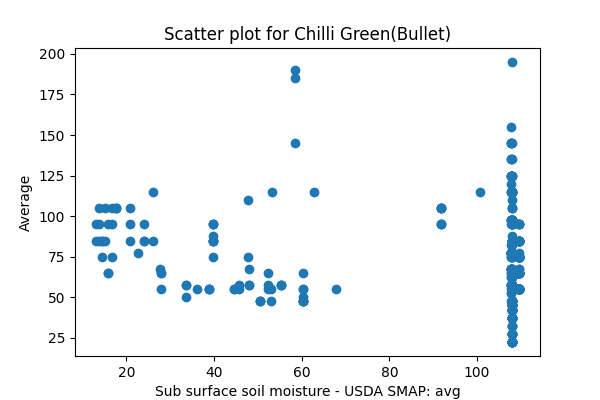 Scatter plot for Chilli Green(Bullet)
200
175
150
125
100
75
50
25
Average
20 40 60 80 100
Sub surface soil moisture - USDA SMAP: avg